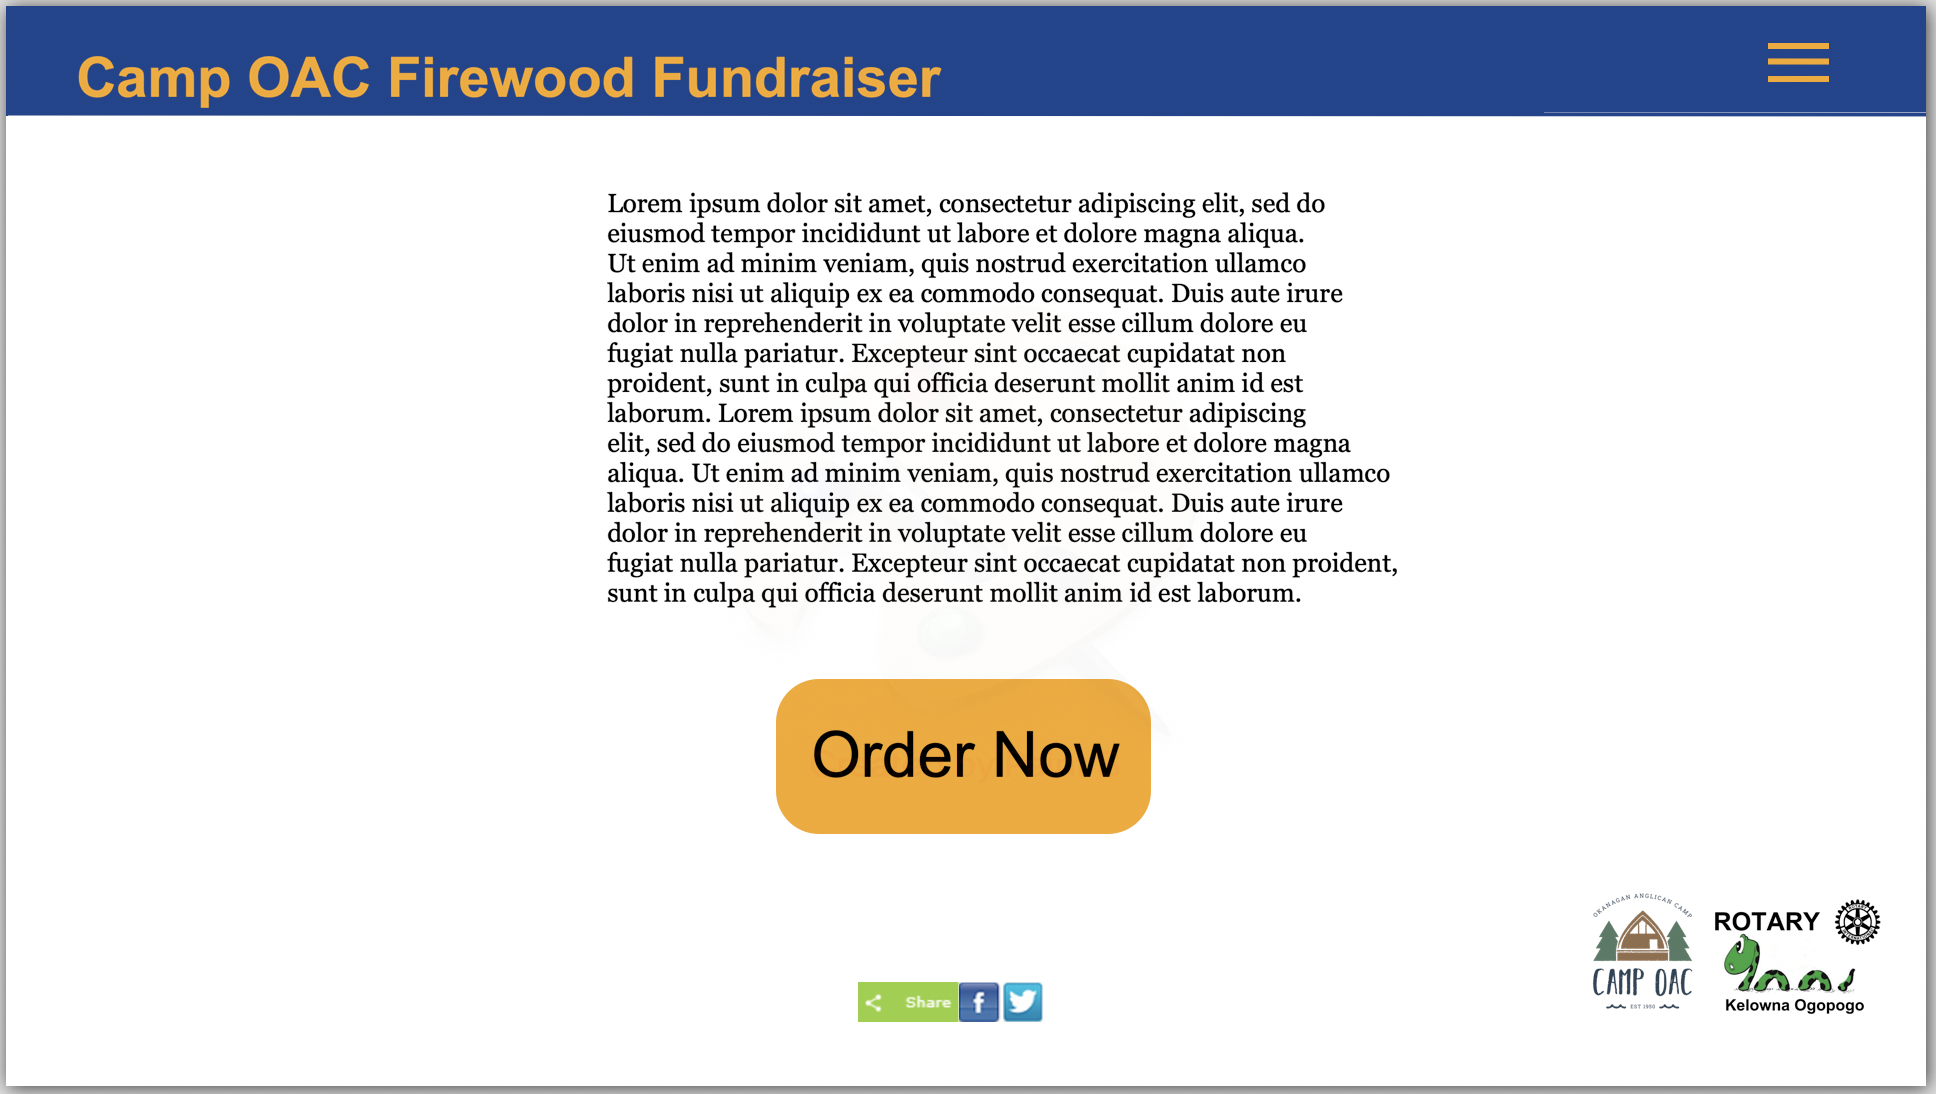 Camp OAC Firewood Fundraiser
Lorem ipsum dolor sit amet, consectetur adipiscing elit, sed do
eiusmod tempor incididunt ut labore et dolore magna aliqua.
Ut enim ad minim veniam, quis nostrud exercitation ullamco
laboris nisi ut aliquip ex ea commodo consequat. Duis aute irure
dolor in reprehenderit in voluptate velit esse cillum dolore eu
fugiat nulla pariatur. Excepteur sint occaecat cupidatat non
proident, sunt in culpa qui officia deserunt mollit anim id est
laborum. Lorem ipsum dolor sit amet, consectetur adipiscing
elit, sed do eiusmod tempor incididunt ut labore et dolore magna
aliqua. Ut enim ad minim veniam, quis nostrud exercitation ullamco
laboris nisi ut aliquip ex ea commodo consequat. Duis aute irure
dolor in reprehenderit in voluptate velit esse cillum dolore eu
fugiat nulla pariatur. Excepteur sint occaecat cupidatat non proident,
sunt in culpa qui officia deserunt mollit anim id est laborum.
Order Now
Share
OKANAGAN ANGLICAN CAMP
CAMP OAC
EST 1950
ROTARY
Kelowna Ogopogo